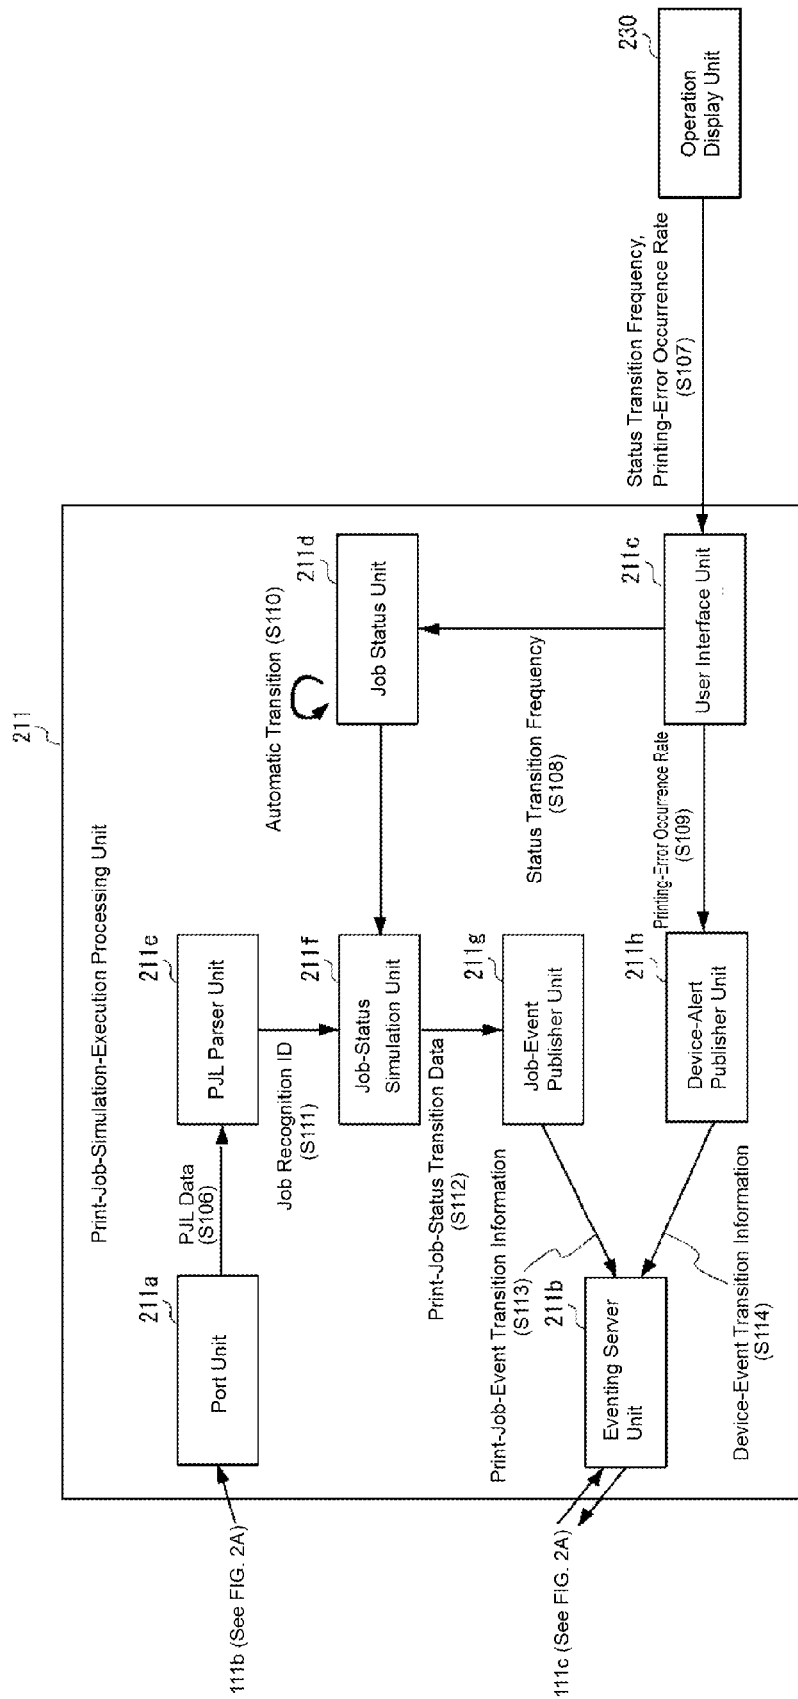 211
Print-Job-Simulation-Execution Processing Unit
111b (See FIG. 2A)
211a
Port Unit
PJL Data
(S106)
211e
PJL Parser Unit
Job Recognition ID
(S111)
Automatic Transition (S110)
211d
Job Status Unit
211f
Job-Status
Simulation Unit
Print-Job-Status Transition Data
(S112)
Status Transition Frequency
(S108)
211g
Job-Event
Publisher Unit
Print-Job-Event Transition Information
(S113)
111c (See FIG. 2A)
211b
Eventing Server
Unit
Device-Event Transition Information
(S114)
211h
Device-Alert
Publisher Unit
Printing-Error Occurrence Rate
(S109)
211c
User Interface Unit
Status Transition Frequency,
Printing-Error Occurrence Rate
(S107)
230
Operation
Display Unit